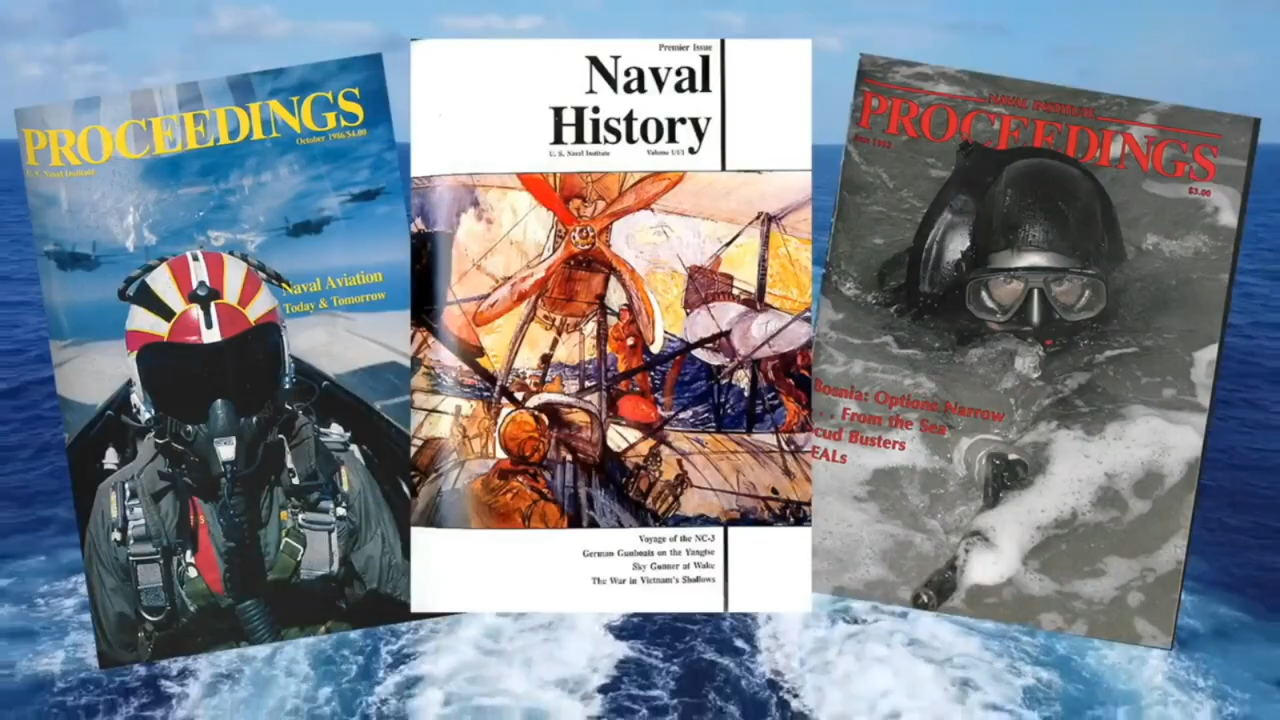 PROCEEDINGS
October 1986/$4.00
U.S. Naval Institute
Naval Aviation
Today & Tomorrow
Premier Issue
Naval
History
U. S. Naval Institute
Voyage of the NC-3
German Gunboats on the Yangtse
Sky Gunner at Wake
The War in Vietnam's Shallows
NAVAL INSTITUTE
PROCEEDINGS
$3.00
Bosnia: Options Narrow
. . . From the Sea
cud Busters
EALs